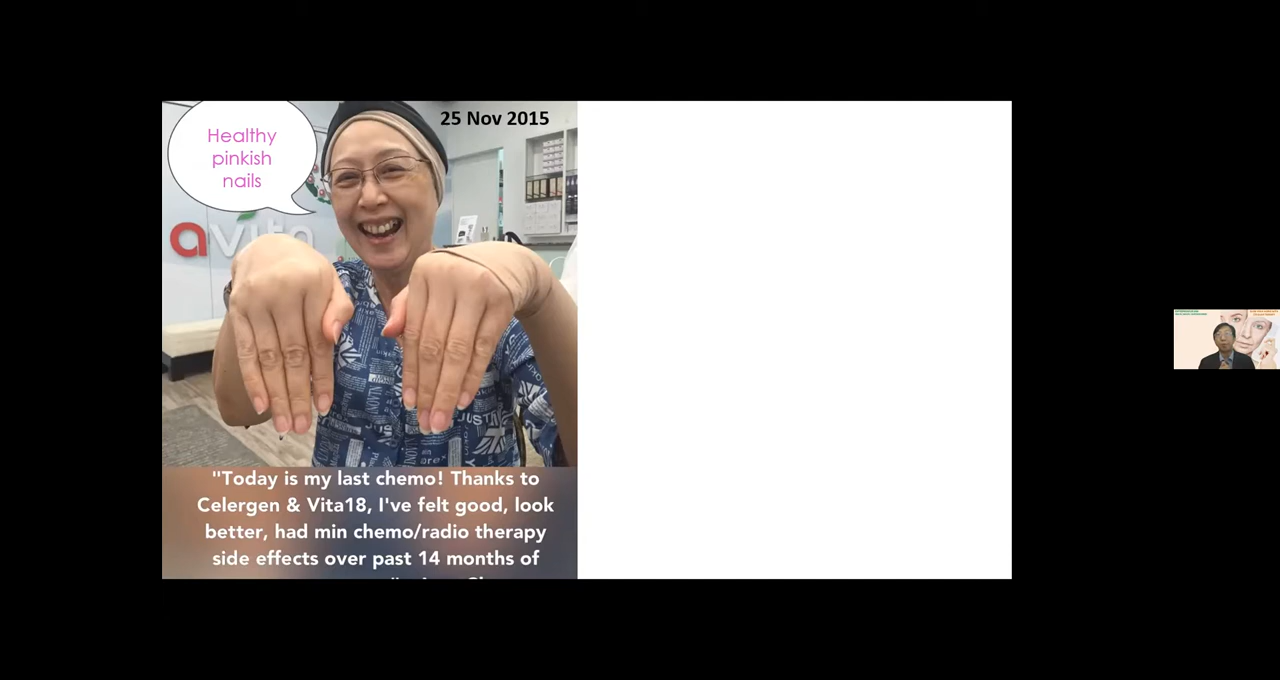 25 Nov 2015
Healthy
pinkish
nails
avita
"Today is my last chemo! Thanks to
Celergen & Vita18, I've felt good, look
better, had min chemo/radio therapy
side effects over past 14 months of